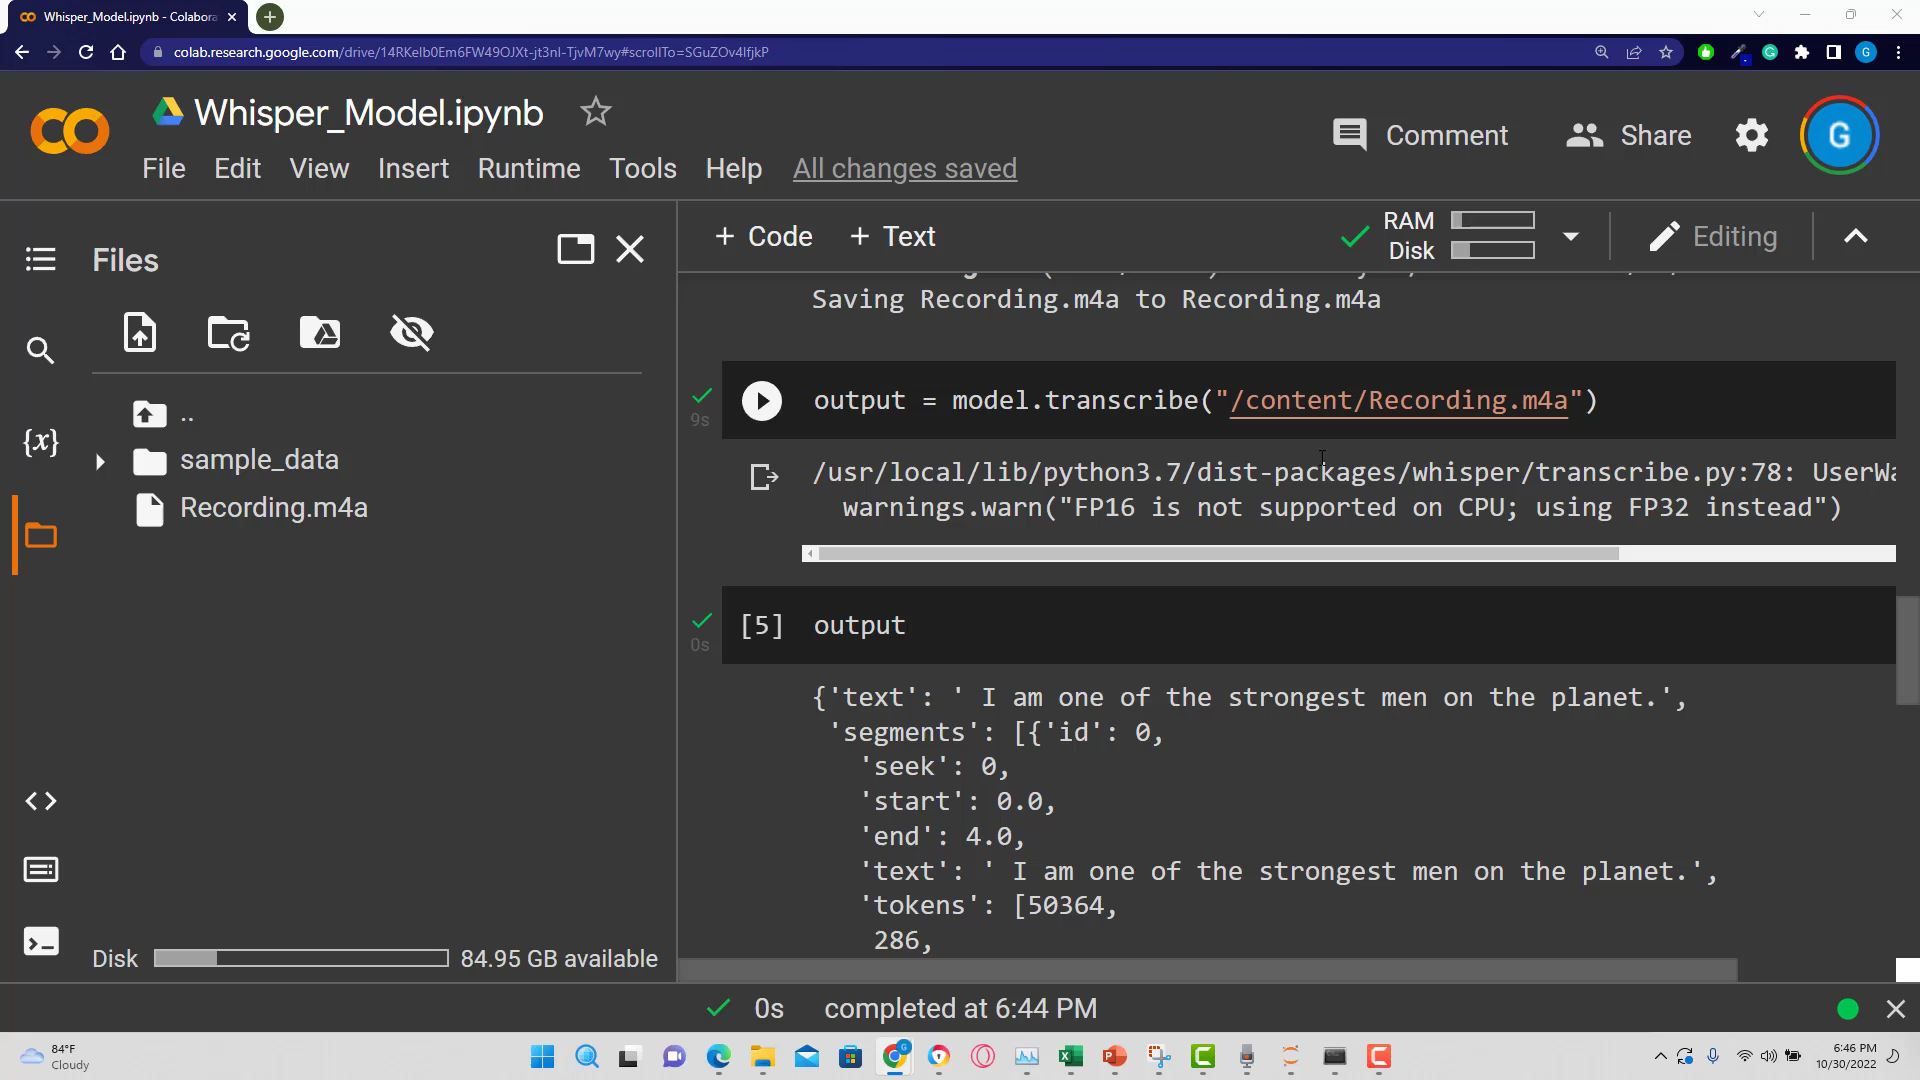 Whisper_Model.ipynb - Colabora
colab.research.google.com/drive/14RKelb0Em6FW49OJXt-jt3nI-TjvM7wy#scrollTo=SGuZOv4IfjkP
G
Whisper_Model.ipynb
Comment
Share
G
File Edit View Insert Runtime Tools Help All changes saved
Files
+ Code + Text
RAM
Disk
Editing
..
sample_data
Recording.m4a
{x}
Disk 84.95 GB available
Saving Recording.m4a to Recording.m4a
9s
output = model.transcribe("/content/Recording.m4a")
/usr/local/lib/python3.7/dist-packages/whisper/transcribe.py:78: UserWa
warnings.warn("FP16 is not supported on CPU; using FP32 instead")
0s
[5] output
{'text': ' I am one of the strongest men on the planet.',
'segments': [{'id': 0,
'seek': 0,
'start': 0.0,
'end': 4.0,
'text': ' I am one of the strongest men on the planet.',
'tokens': [50364,
286,
0s completed at 6:44 PM
84°F
Cloudy
6:46 PM
10/30/2022